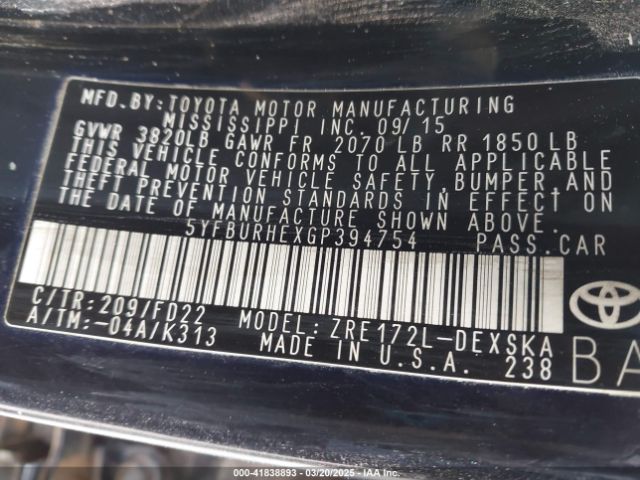 MFD.BY:TOYOTA MOTOR MANUFACTURING
MISSISSIPPI INC. 09/15
GVWR 3820LB GAWR FR 2070 LB RR 1850 LB
THIS VEHICLE CONFORMS TO ALL APPLICABLE
FEDERAL MOTOR VEHICLE SAFETY,BUMPER,AND
THEFT PREVENTION STANDARDS IN EFFECT ON
THE DATE OF MANUFACTURE SHOWN ABOVE.
5YFBURHEXGP394754 PASS.CAR
C/TR:209/FD22
A/TM:-04A/K313
MODEL: ZRE172L-DEXSKA
MADE IN U.S.A. 238
BA
000-41838893 - 03/20/2025 - IAA Inc.